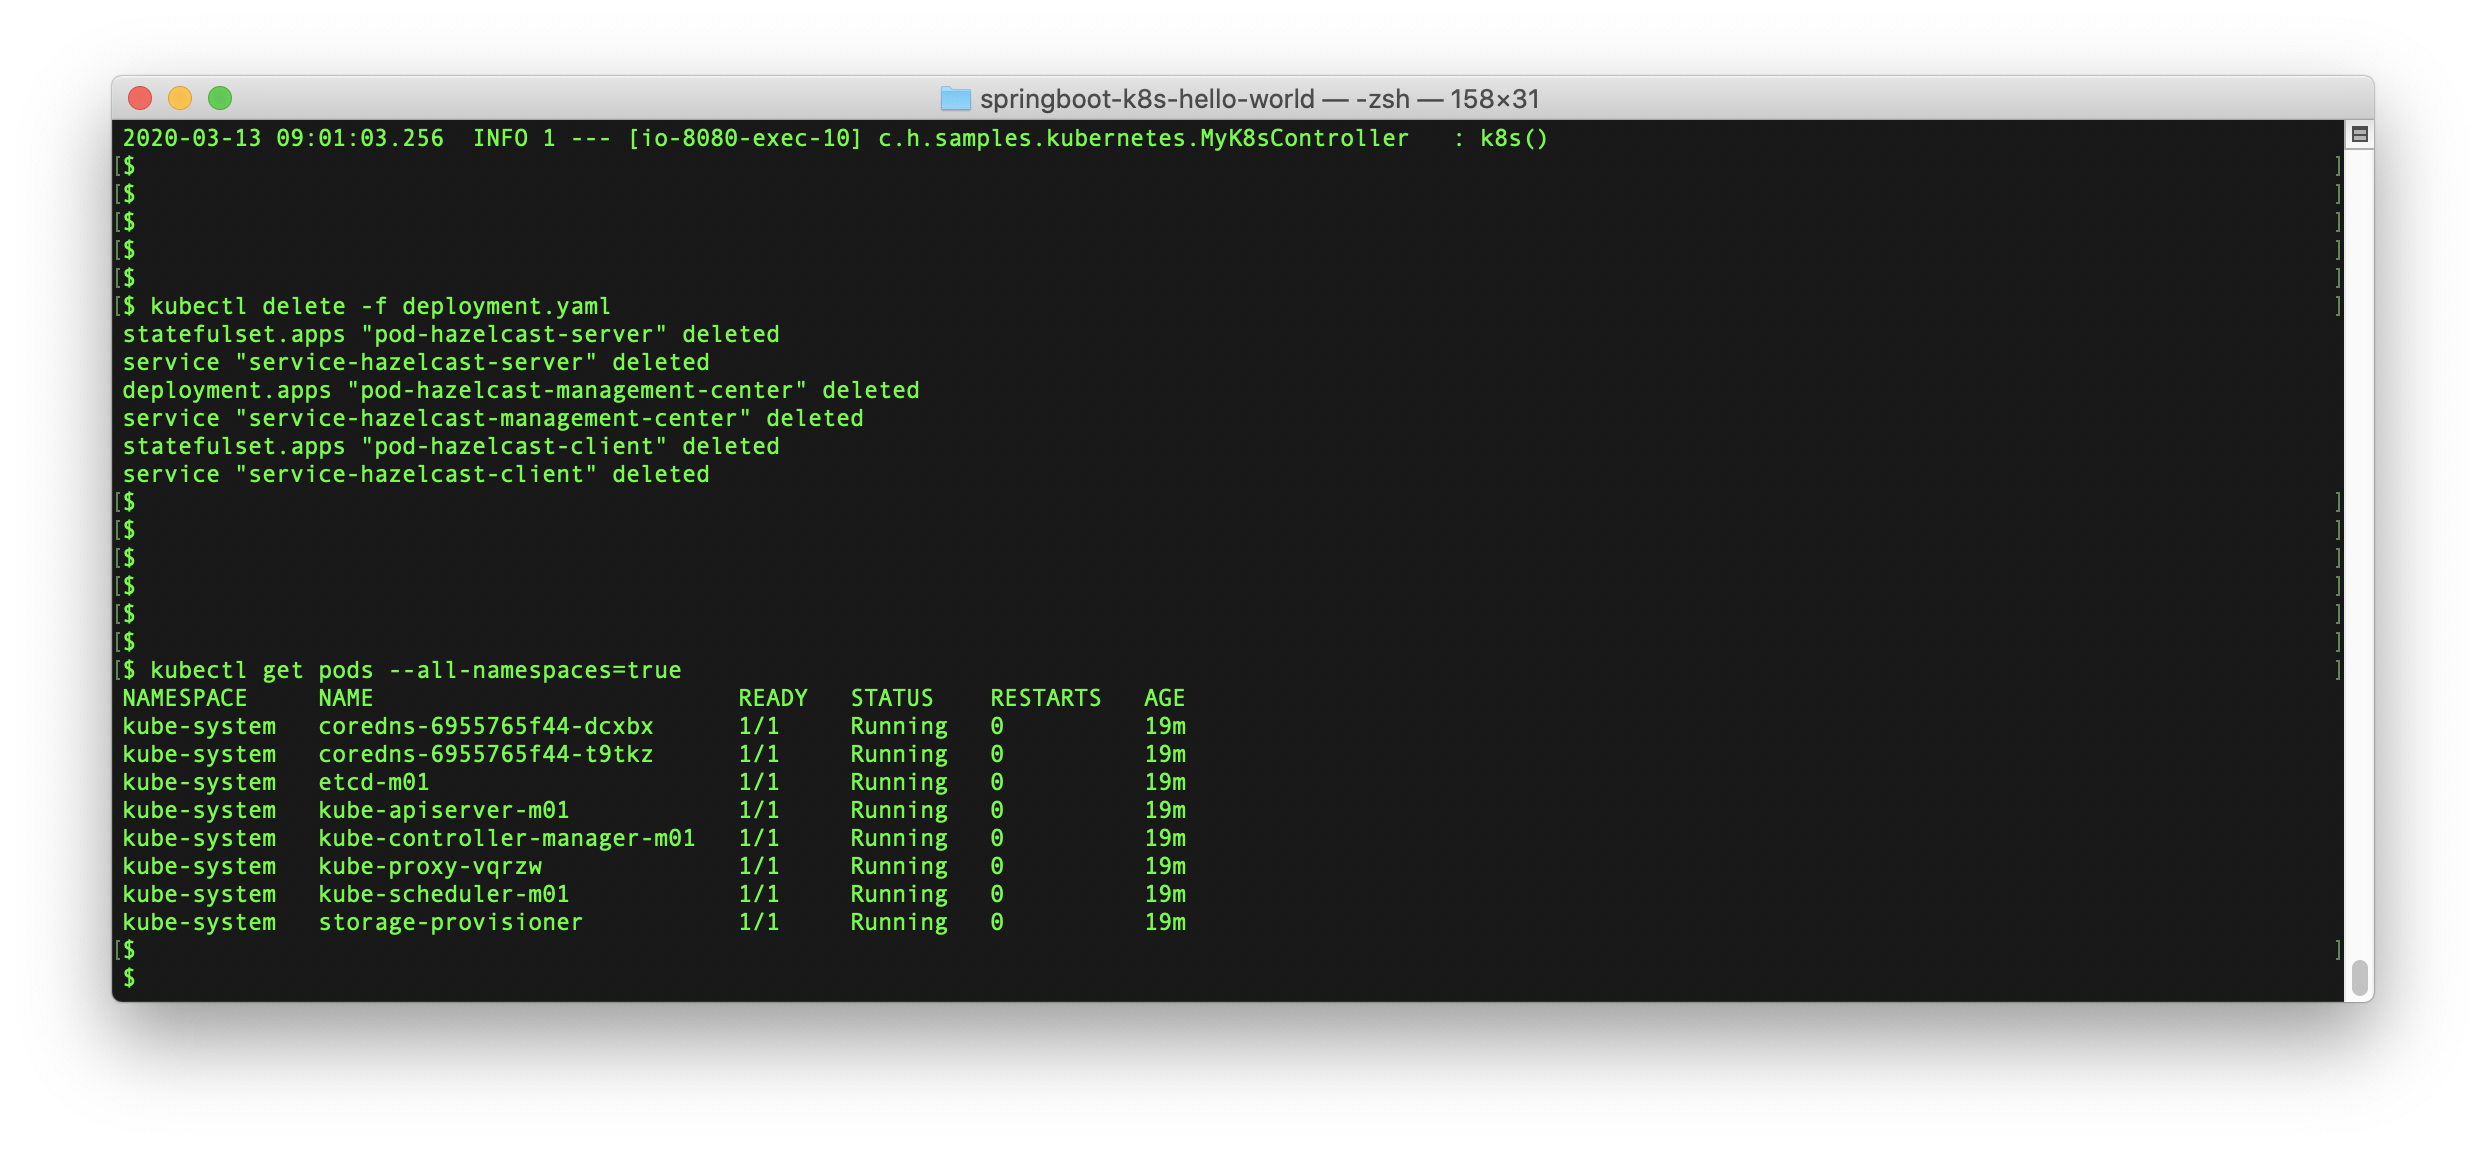 springboot-k8s-hello-world — -zsh — 158×31
2020-03-13 09:01:03.256  INFO 1 --- [io-8080-exec-10] c.h.samples.kubernetes.MyK8sController   : k8s()
[$ ]
[$ ]
[$ ]
[$ ]
[$ ]
[$ kubectl delete -f deployment.yaml ]
statefulset.apps "pod-hazelcast-server" deleted
service "service-hazelcast-server" deleted
deployment.apps "pod-hazelcast-management-center" deleted
service "service-hazelcast-management-center" deleted
statefulset.apps "pod-hazelcast-client" deleted
service "service-hazelcast-client" deleted
[$ ]
[$ ]
[$ ]
[$ ]
[$ ]
[$ ]
[$ kubectl get pods --all-namespaces=true ]
NAMESPACE     NAME                          READY   STATUS    RESTARTS   AGE
kube-system   coredns-6955765f44-dcxbx      1/1     Running   0          19m
kube-system   coredns-6955765f44-t9tkz      1/1     Running   0          19m
kube-system   etcd-m01                      1/1     Running   0          19m
kube-system   kube-apiserver-m01            1/1     Running   0          19m
kube-system   kube-controller-manager-m01   1/1     Running   0          19m
kube-system   kube-proxy-vqrzw              1/1     Running   0          19m
kube-system   kube-scheduler-m01            1/1     Running   0          19m
kube-system   storage-provisioner           1/1     Running   0          19m
[$ ]
$